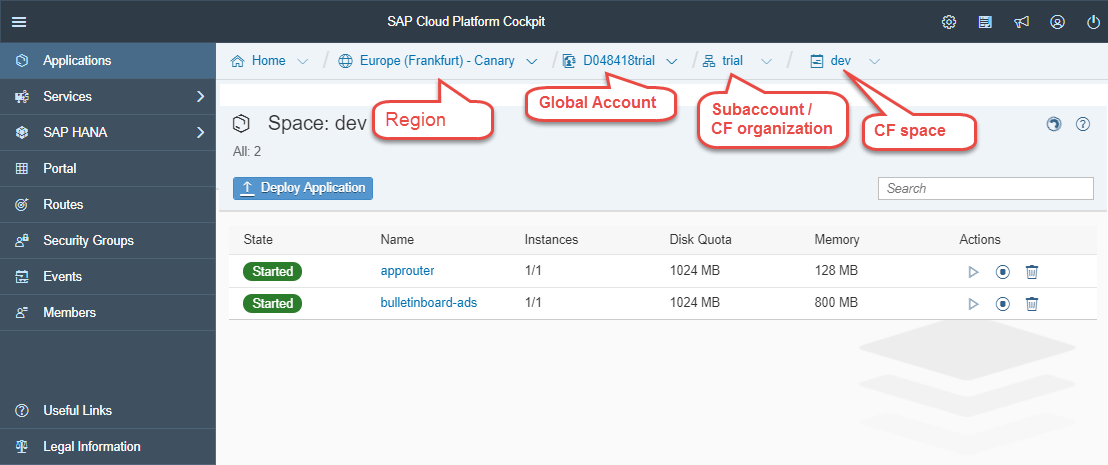 SAP Cloud Platform Cockpit
Applications
Services
SAP HANA
Portal
Routes
Security Groups
Events
Members
Useful Links
Legal Information
Home / Europe (Frankfurt) - Canary / D048418trial / trial / dev
Region
Global Account
Subaccount /
CF organization
CF space
Space: dev
All: 2
Deploy Application
Search
State Name Instances Disk Quota Memory Actions
Started approuter 1/1 1024 MB 128 MB
Started bulletinboard-ads 1/1 1024 MB 800 MB